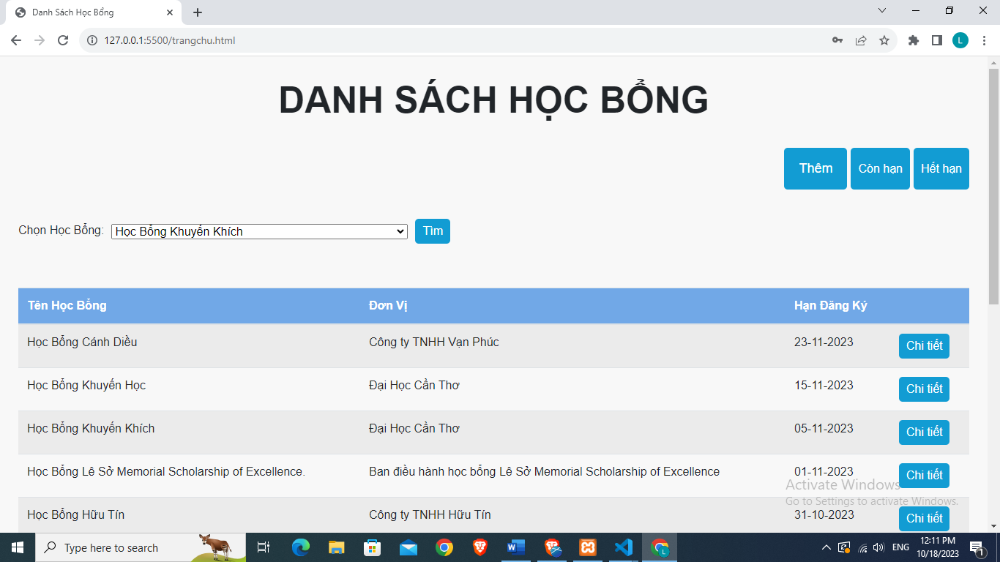 Danh Sách Học Bổng
127.0.0.1:5500/trangchu.html
L
DANH SÁCH HỌC BỔNG
Thêm Còn hạn Hết hạn
Chọn Học Bổng: Học Bổng Khuyến Khích Tìm
Tên Học Bổng Đơn Vị Hạn Đăng Ký
Học Bổng Cánh Diều Công ty TNHH Vạn Phúc 23-11-2023 Chi tiết
Học Bổng Khuyến Học Đại Học Cần Thơ 15-11-2023 Chi tiết
Học Bổng Khuyến Khích Đại Học Cần Thơ 05-11-2023 Chi tiết
Học Bổng Lê Sở Memorial Scholarship of Excellence. Ban điều hành học bổng Lê Sở Memorial Scholarship of Excellence 01-11-2023 Chi tiết
Activate Windows
Go to Settings to activate Windows.
Học Bổng Hữu Tín Công ty TNHH Hữu Tín 31-10-2023 Chi tiết
Type here to search
ENG
12:11 PM
10/18/2023
1